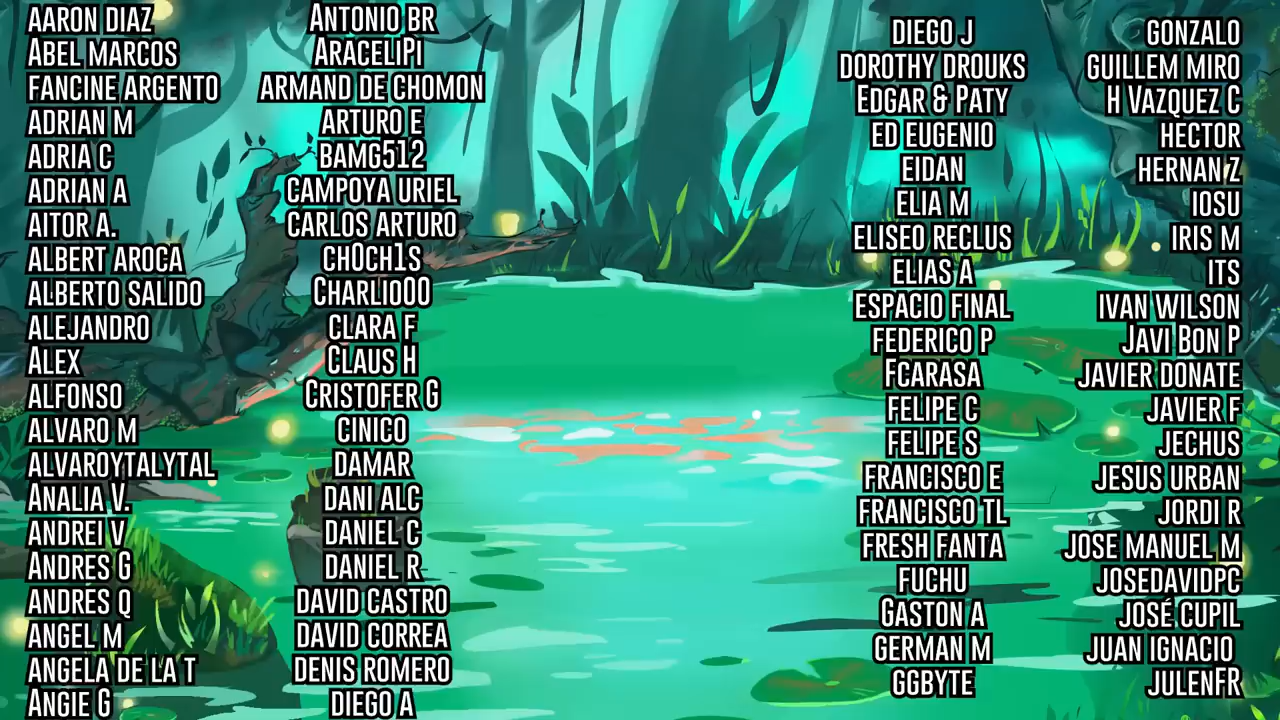 AARON DIAZ
ABEL MARCOS
FANCINE ARGENTO
ADRIAN M
ADRIA C
ADRIAN A
AITOR A.
ALBERT AROCA
ALBERTO SALIDO
ALEJANDRO
ALEX
ALFONSO
ALVARO M
ALVAROYTALYTAL
ANALIA V.
ANDREI V
ANDRES G
ANDRES Q
ANGEL M
ANGELA DE LA T
ANGIE G
ANTONIO BR
ARACELIPI
ARMAND DE CHOMON
ARTURO E
BAMG512
CAMPOYA URIEL
CARLOS ARTURO
CH0CH1S
CHARLIO00
CLARA F
CLAUS H
CRISTOFER G
CINICO
DAMAR
DANI ALC
DANIEL C
DANIEL R
DAVID CASTRO
DAVID CORREA
DENIS ROMERO
DIEGO A
DIEGO J
DOROTHY DROUKS
EDGAR & PATY
ED EUGENIO
EIDAN
ELIA M
ELISEO RECLUS
ELIAS A
ESPACIO FINAL
FEDERICO P
FCARASA
FELIPE C
FELIPE S
FRANCISCO E
FRANCISCO TL
FRESH FANTA
FUCHU
GASTON A
GERMAN M
GGBYTE
GONZALO
GUILLEM MIRO
H VAZQUEZ C
HECTOR
HERNAN Z
IOSU
IRIS M
ITS
IVAN WILSON
JAVI BON P
JAVIER DONATE
JAVIER F
JECHUS
JESUS URBAN
JORDI R
JOSE MANUEL M
JOSEDAVIDPC
JOSÉ CUPIL
JUAN IGNACIO
JULENFR